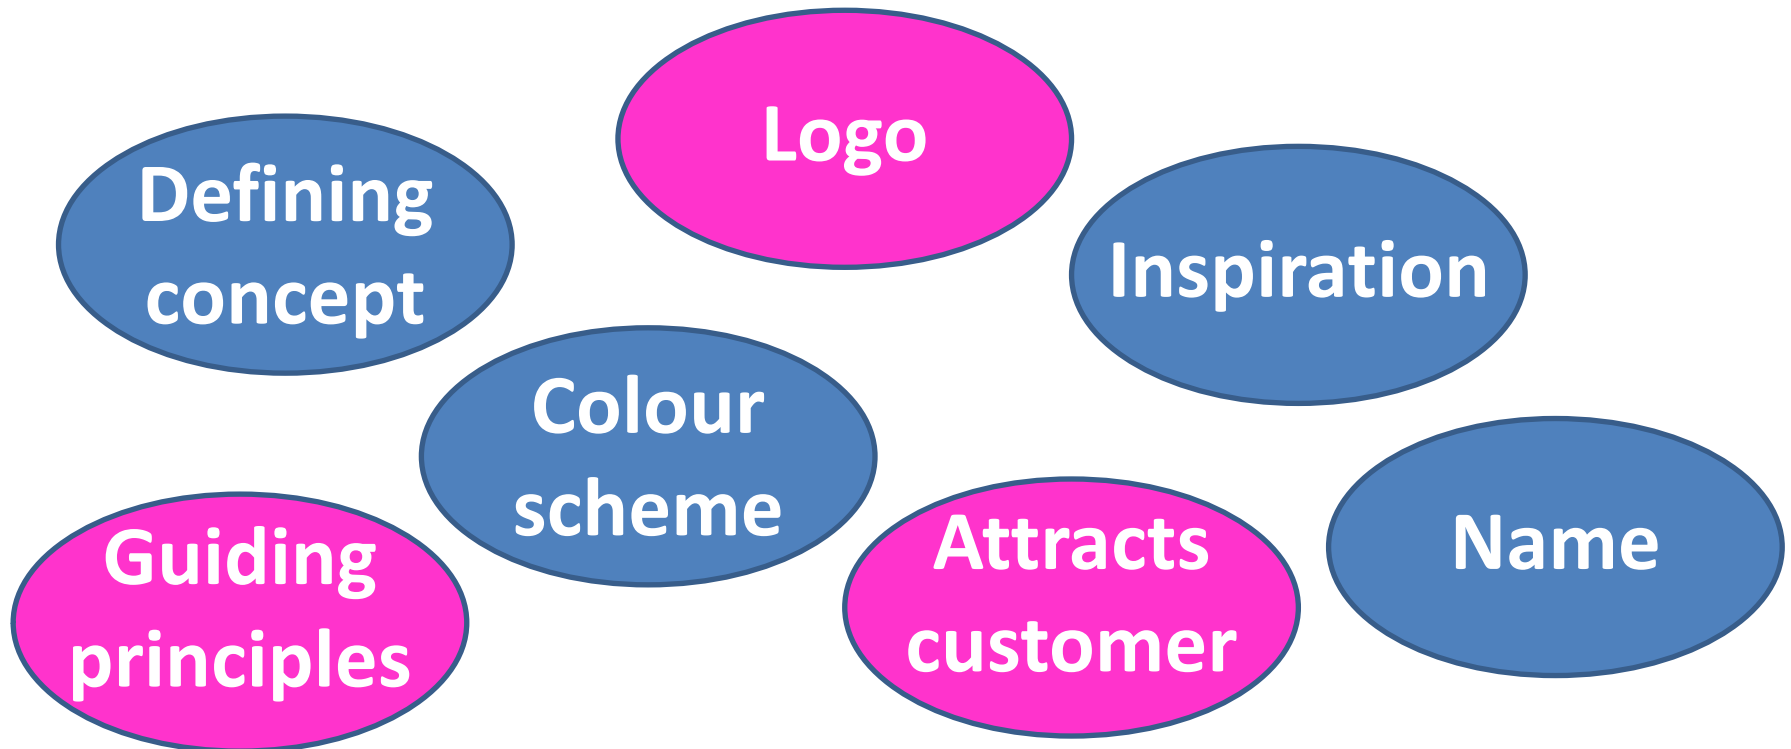 Logo
Defining
concept
Inspiration
Colour
scheme
Guiding
principles
Attracts
customer
Name